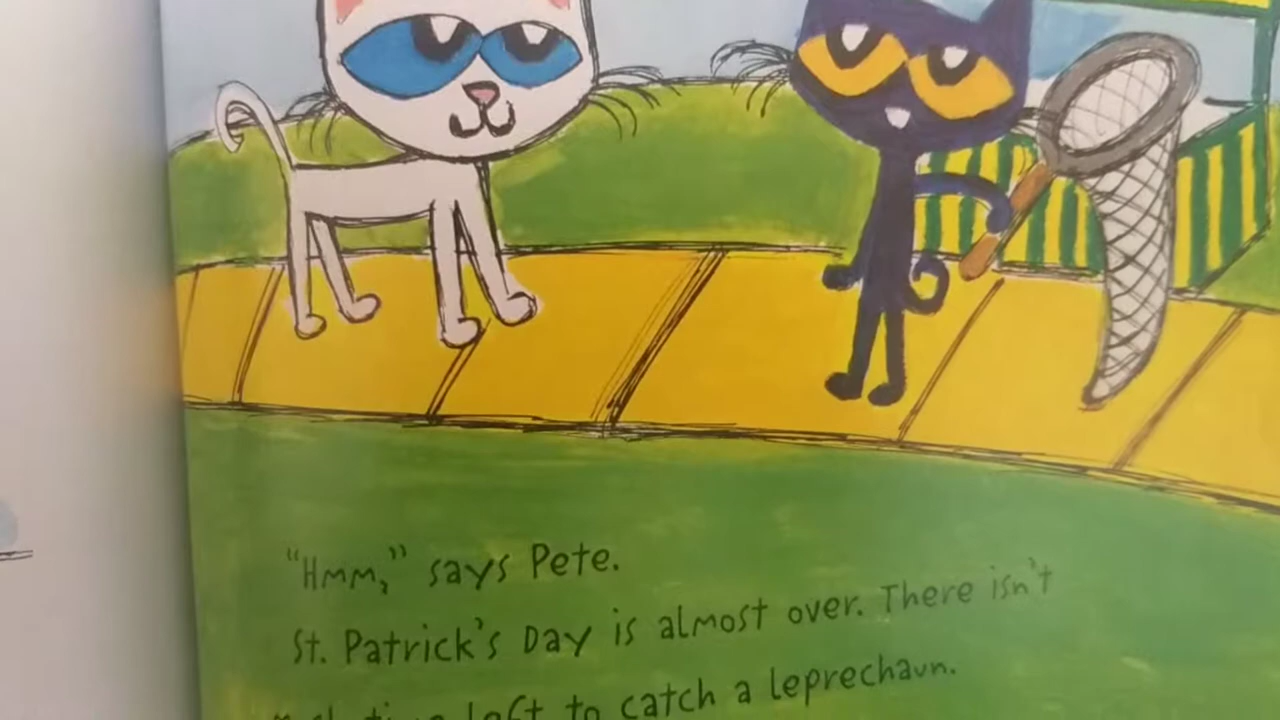 "Hmm," says Pete.
St. Patrick's Day is almost over. There isn't
left to catch a leprechaun.